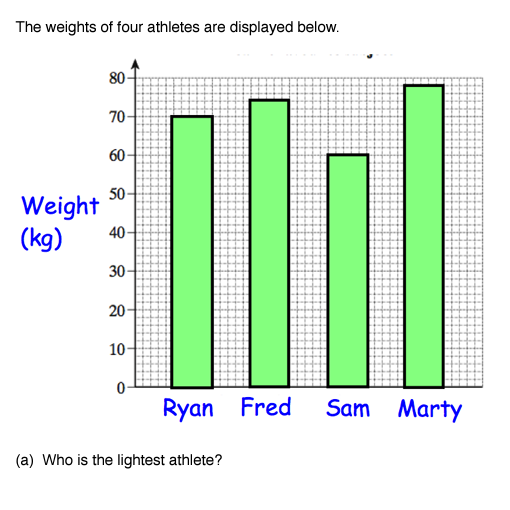 The weights of four athletes are displayed below.
80
70
60
50
Weight
(kg)
40
30
20
10
0
Ryan Fred Sam Marty
(a) Who is the lightest athlete?